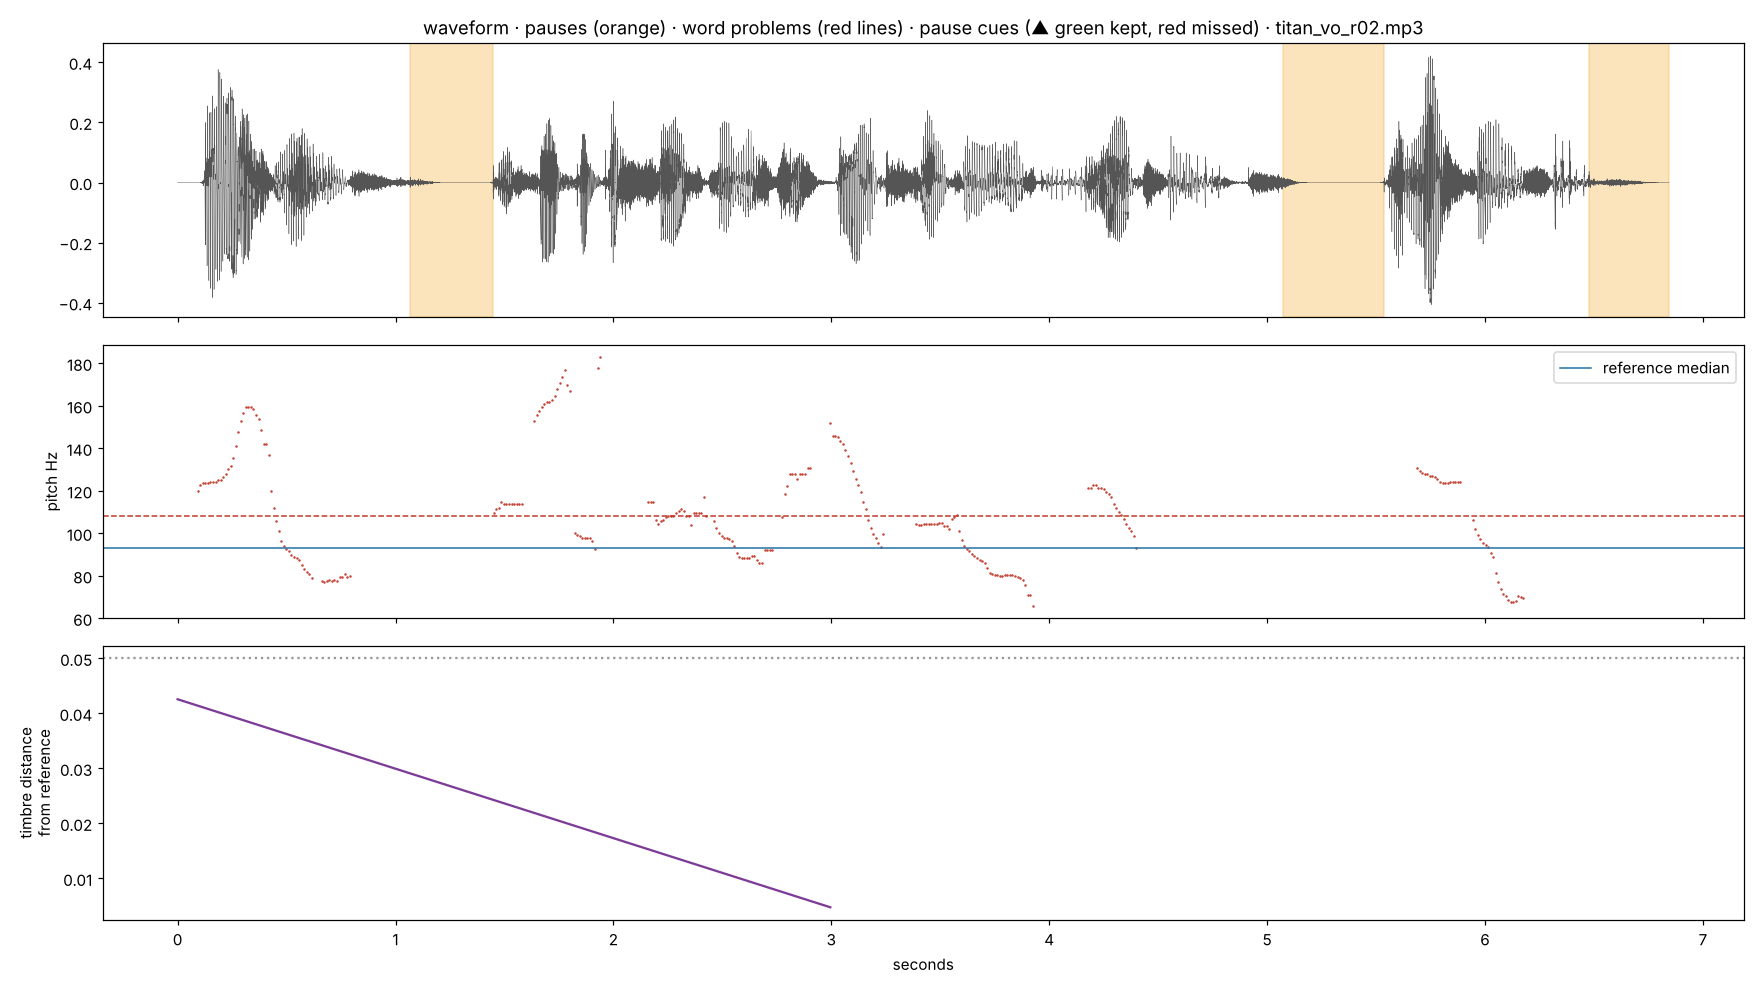 waveform · pauses (orange) · word problems (red lines) · pause cues (▲ green kept, red missed) · titan_vo_r02.mp3
0.4
0.2
0.0
−0.2
−0.4
pitch Hz
180
160
140
120
100
80
60
reference median
timbre distance
from reference
0.05
0.04
0.03
0.02
0.01
0 1 2 3 4 5 6 7
seconds